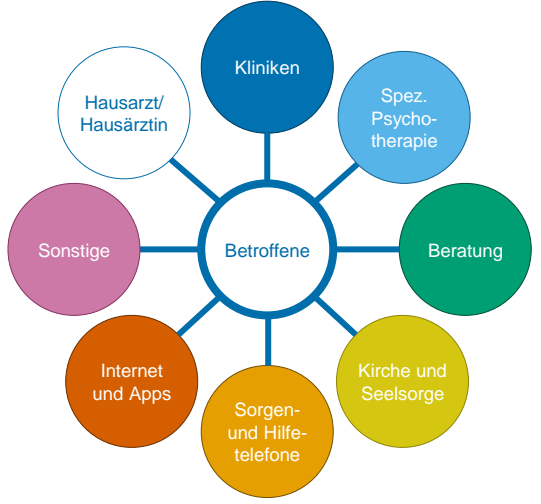 Kliniken
Spez.
Psycho-
therapie
Beratung
Kirche und
Seelsorge
Sorgen-
und Hilfe-
telefone
Internet
und Apps
Sonstige
Hausarzt/
Hausärztin
Betroffene